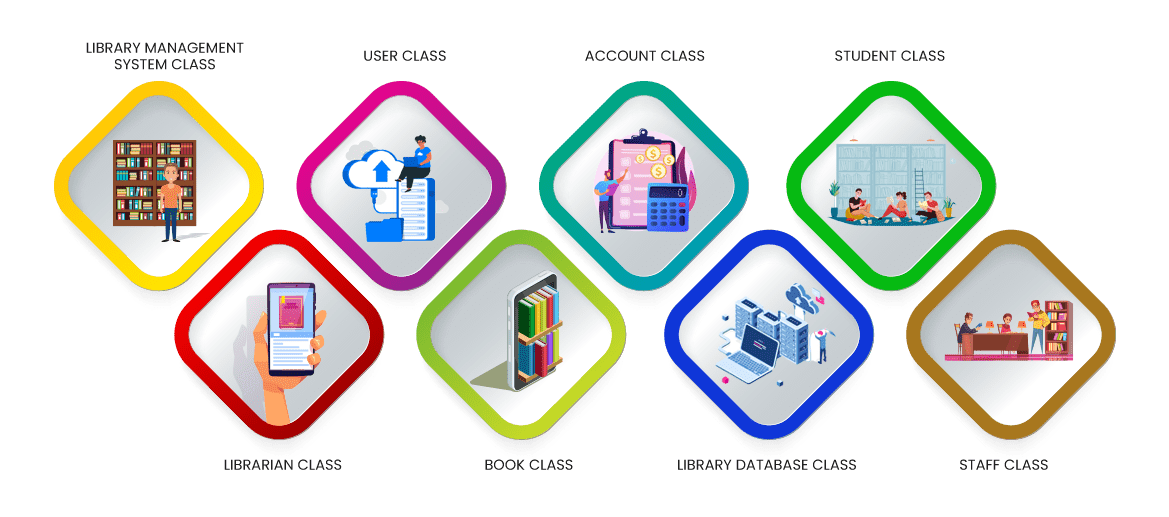 LIBRARY MANAGEMENT
SYSTEM CLASS
USER CLASS
ACCOUNT CLASS
STUDENT CLASS
LIBRARIAN CLASS
BOOK CLASS
LIBRARY DATABASE CLASS
STAFF CLASS